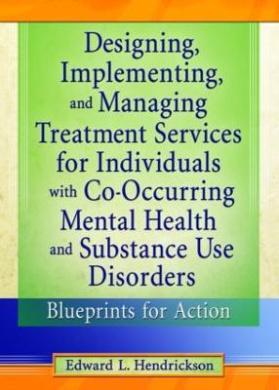 Designing,
Implementing,
and Managing
Treatment Services
for Individuals
with Co-Occurring
Mental Health
and Substance Use
Disorders
Blueprints for Action
Edward L. Hendrickson